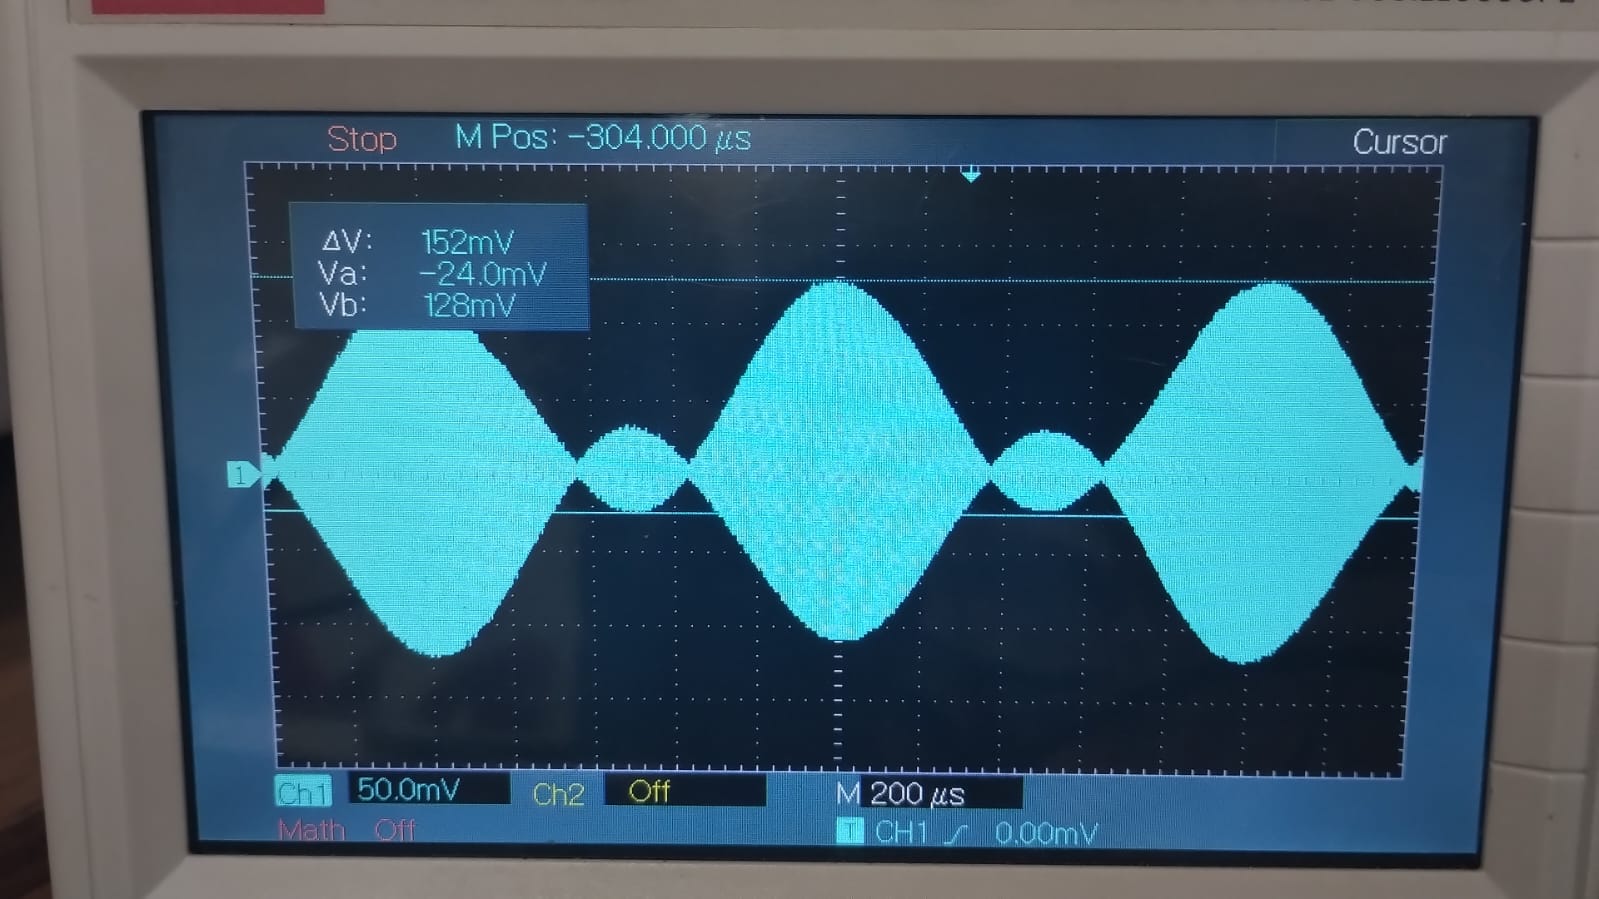 Stop M Pos: -304.000 µs Cursor
ΔV: 152mV
Va: -24.0mV
Vb: 128mV
1
Ch1 50.0mV Ch2 Off M 200 µs
Math Off T CH1 0.00mV